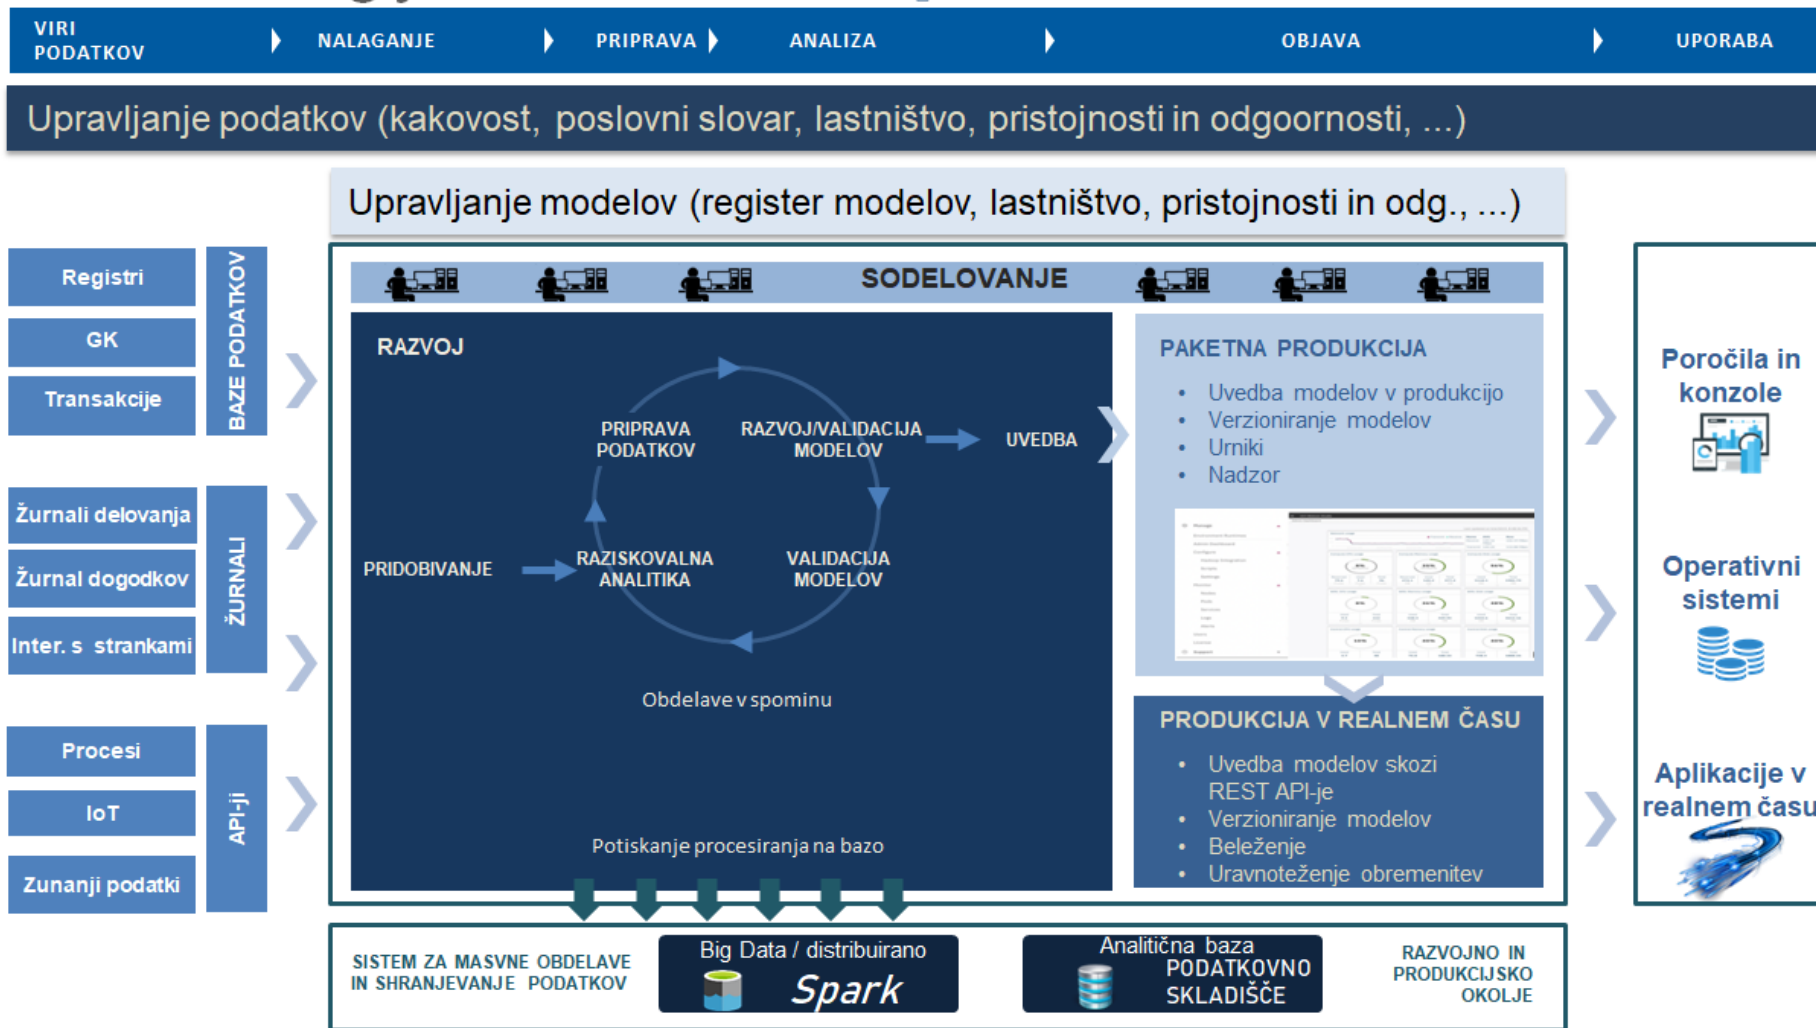 VIRI
PODATKOV
NALAGANJE
PRIPRAVA
ANALIZA
OBJAVA
UPORABA
Upravljanje podatkov (kakovost, poslovni slovar, lastništvo, pristojnosti in odgoornosti, ...)
Upravljanje modelov (register modelov, lastništvo, pristojnosti in odg., ...)
Registri
GK
Transakcije
BAZE PODATKOV
Žurnali delovanja
Žurnal dogodkov
Inter. s strankami
ŽURNALI
Procesi
IoT
Zunanji podatki
API-ji
SODELOVANJE
RAZVOJ
PRIPRAVA
PODATKOV
RAZVOJ/VALIDACIJA
MODELOV
UVEDBA
PRIDOBIVANJE
RAZISKOVALNA
ANALITIKA
VALIDACIJA
MODELOV
Obdelave v spominu
Potiskanje procesiranja na bazo
PAKETNA PRODUKCIJA
• Uvedba modelov v produkcijo
• Verzioniranje modelov
• Urniki
• Nadzor
PRODUKCIJA V REALNEM ČASU
• Uvedba modelov skozi
REST API-je
• Verzioniranje modelov
• Beleženje
• Uravnoteženje obremenitev
Poročila in
konzole
Operativni
sistemi
Aplikacije v
realnem času
SISTEM ZA MASVNE OBDELAVE
IN SHRANJEVANJE PODATKOV
Big Data / distribuirano
Spark
Analitična baza
PODATKOVNO
SKLADIŠČE
RAZVOJNO IN
PRODUKCIJSKO
OKOLJE